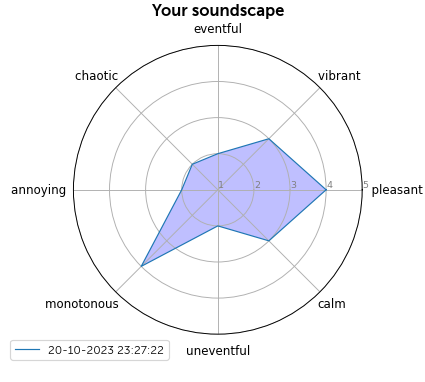 Your soundscape
eventful
chaotic
vibrant
annoying
1
2
3
4
5
pleasant
monotonous
calm
20-10-2023 23:27:22
uneventful